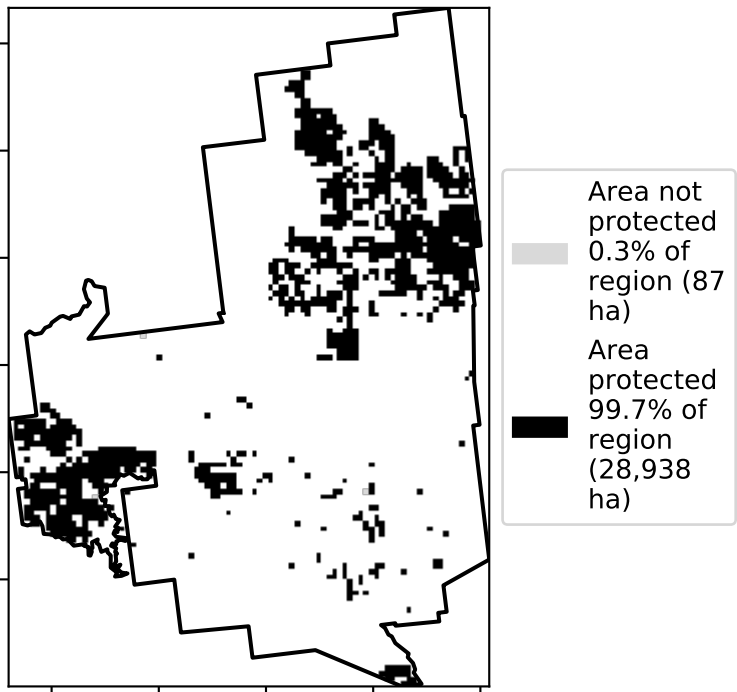 Area not
protected
0.3% of
region (87
ha)
Area
protected
99.7% of
region
(28,938
ha)